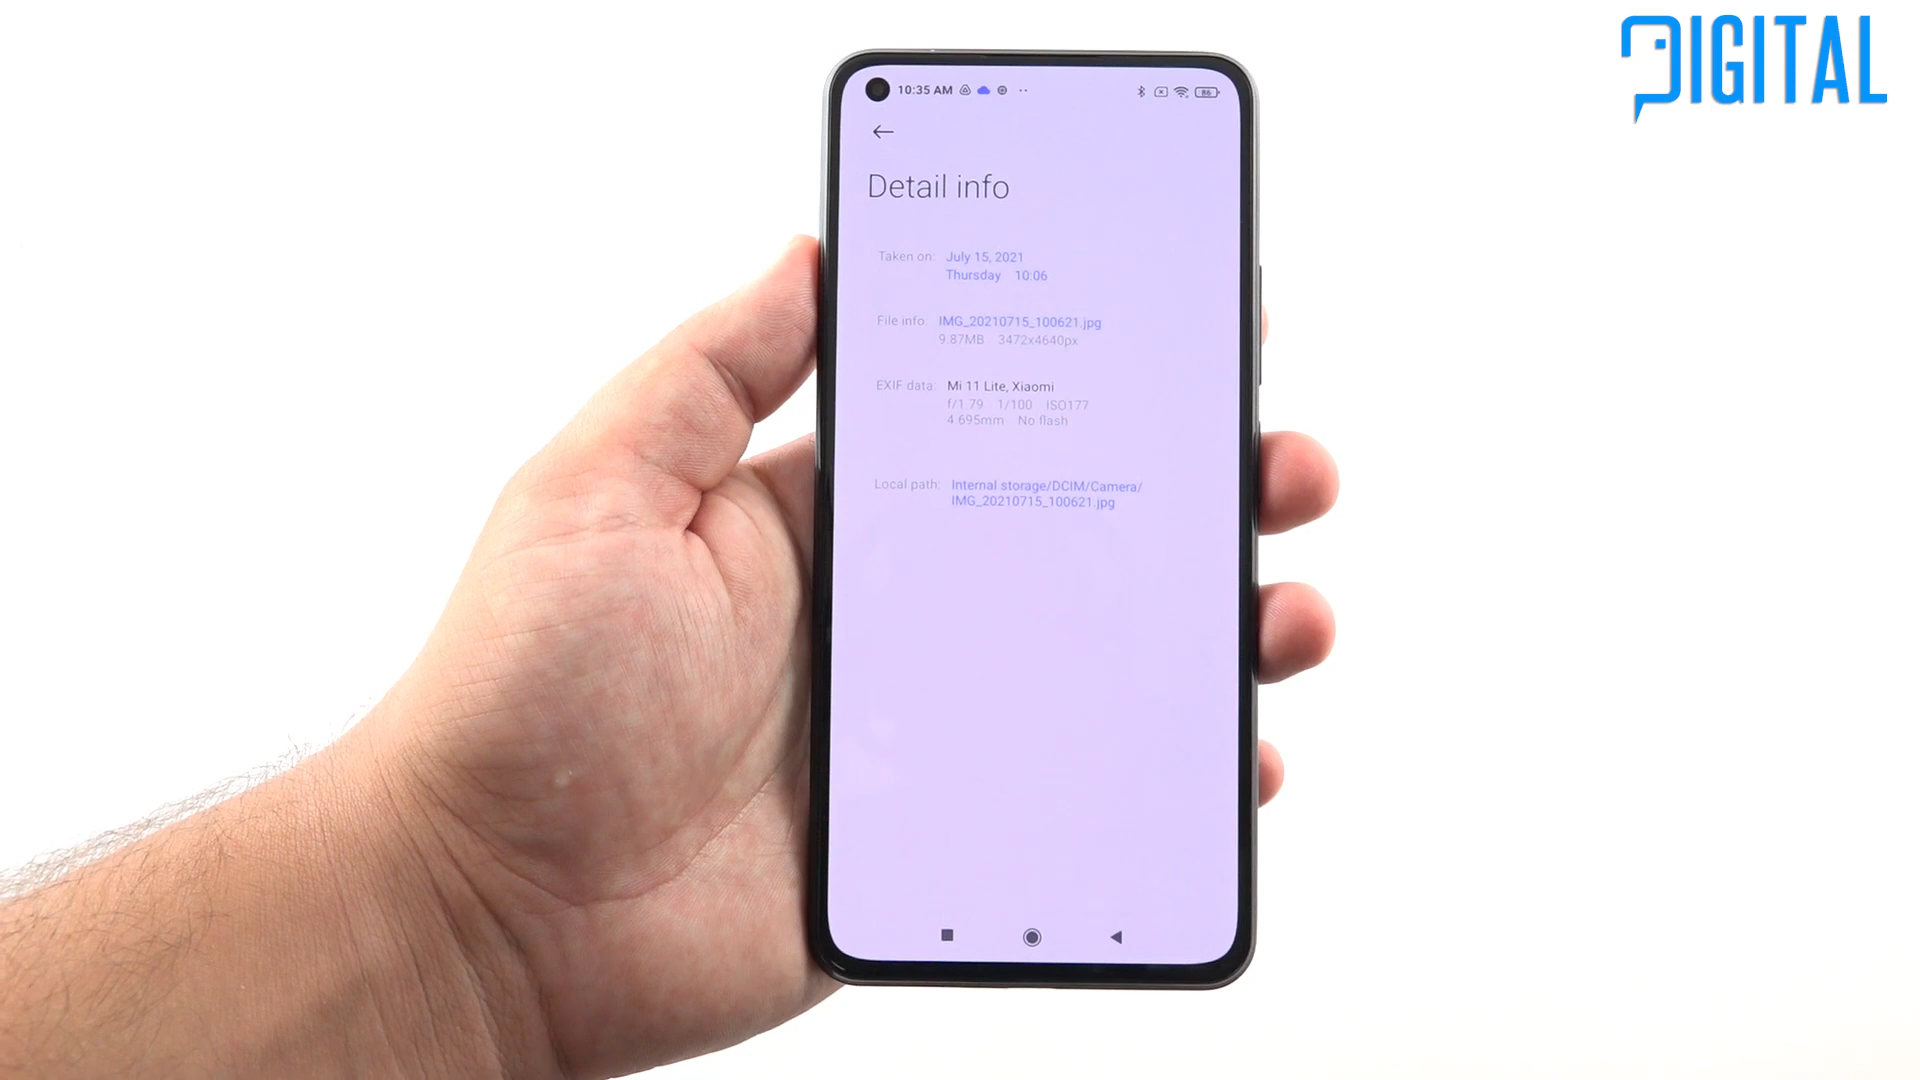 DIGITAL
10:35 AM
86
Detail info
Taken on: July 15, 2021
Thursday 10:06
File info: IMG_20210715_100621.jpg
9.87MB 3472x4640px
EXIF data: Mi 11 Lite, Xiaomi
f/1.79 1/100 ISO177
4.695mm No flash
Local path: Internal storage/DCIM/Camera/
IMG_20210715_100621.jpg